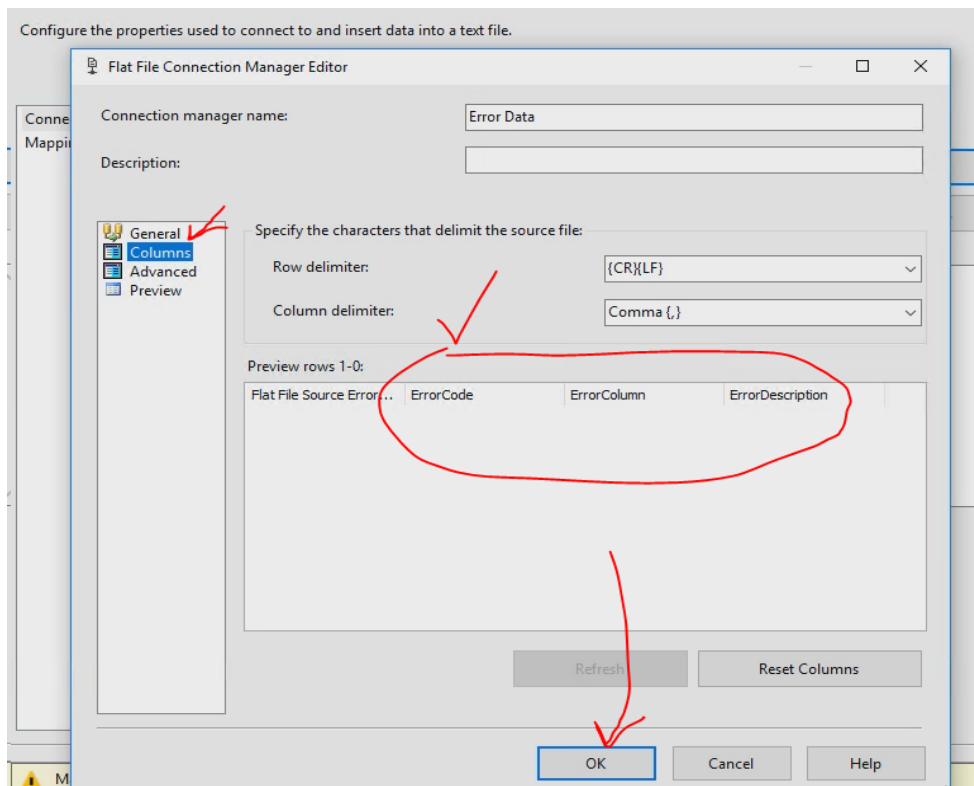 Configure the properties used to connect to and insert data into a text file.
Flat File Connection Manager Editor
Conne
Mappi
Connection manager name:
Error Data
Description:
General
Columns
Advanced
Preview
Specify the characters that delimit the source file:
Row delimiter:
{CR}{LF}
Column delimiter:
Comma {,}
Preview rows 1-0:
Flat File Source Error... ErrorCode ErrorColumn ErrorDescription
Refresh Reset Columns
OK Cancel Help
M